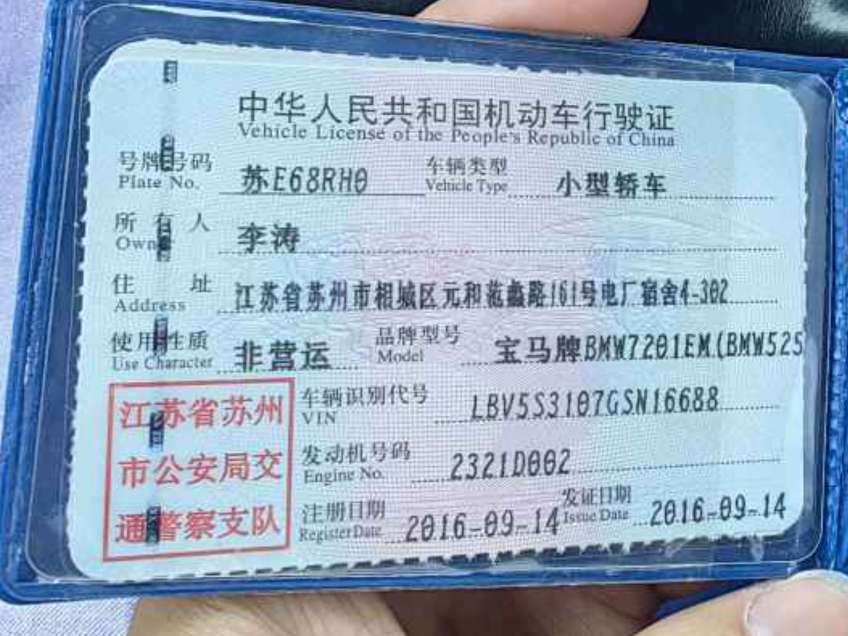 中华人民共和国机动车行驶证
Vehicle License of the People's Republic of China
号牌号码 苏E68RH0 车辆类型 小型轿车
Plate No. Vehicle Type
所有人 李涛
Owner
住址 江苏省苏州市相城区元和蠡路161号电厂宿舍4-302
Address
使用性质 非营运 品牌型号 宝马牌BMW7201EM(BMW525
Use Character Model
江苏省苏州
市公安局交
通警察支队
车辆识别代号 LBV5S3107GSN16688
VIN
发动机号码 2321D002
Engine No.
注册日期 2016-09-14 发证日期 2016-09-14
Register Date Issue Date